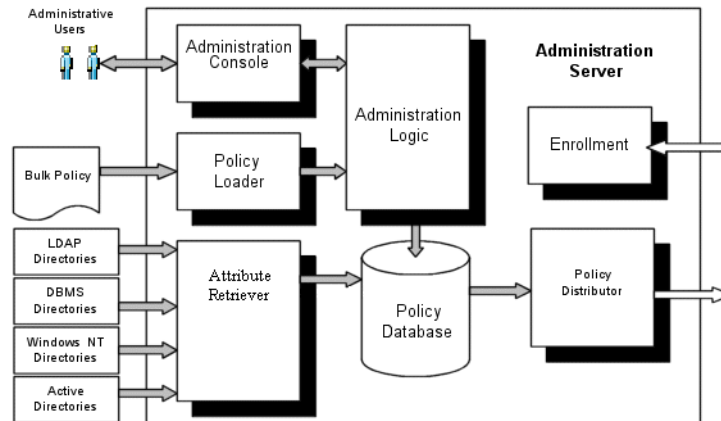 Administrative
Users
Administration
Console
Administration
Server
Administration
Logic
Enrollment
Bulk Policy
Policy
Loader
LDAP
Directories
DBMS
Directories
Windows NT
Directories
Active
Directories
Attribute
Retriever
Policy
Database
Policy
Distributor